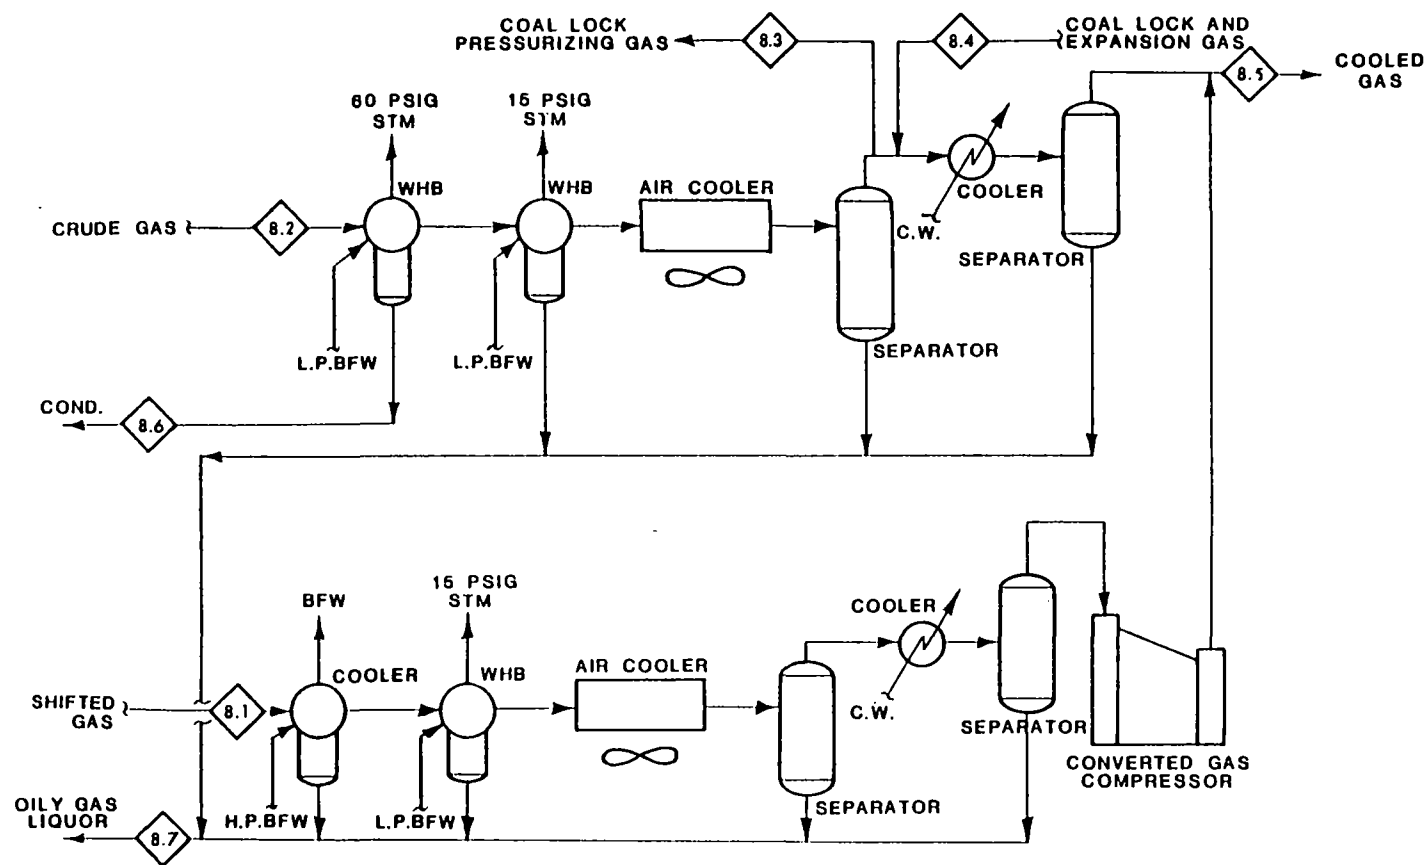 COAL LOCK
PRESSURIZING GAS
8.3
8.4
COAL LOCK AND
EXPANSION GAS
8.5
COOLED
GAS
60 PSIG
STM
15 PSIG
STM
WHB
WHB
AIR COOLER
COOLER
CRUDE GAS
8.2
C.W.
SEPARATOR
SEPARATOR
L.P.BFW
L.P.BFW
COND.
8.6
15 PSIG
STM
BFW
COOLER
COOLER
WHB
AIR COOLER
SHIFTED
GAS
8.1
C.W.
SEPARATOR
CONVERTED GAS
COMPRESSOR
OILY GAS
LIQUOR
8.7
H.P.BFW
L.P.BFW
SEPARATOR